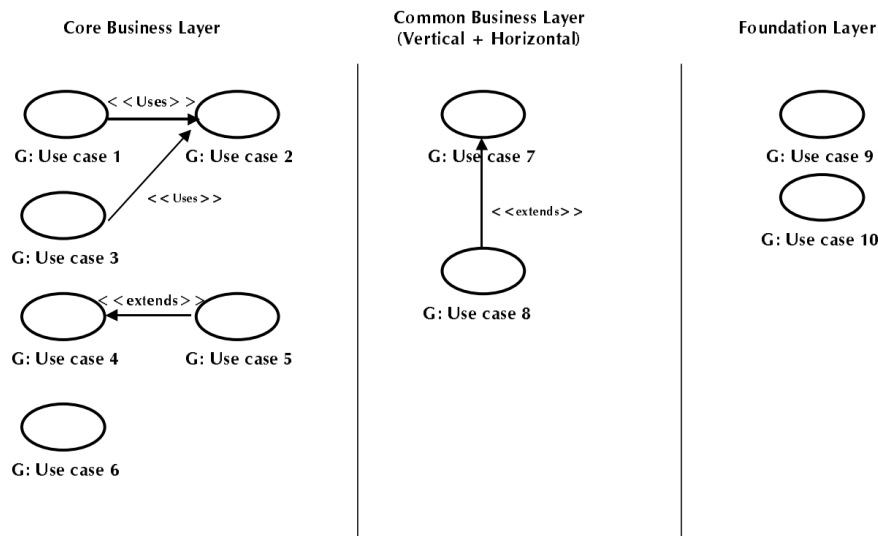 Core Business Layer
Common Business Layer
(Vertical + Horizontal)
Foundation Layer
< <Uses> >
G: Use case 1
G: Use case 2
< <Uses> >
G: Use case 3
< <extends> >
G: Use case 4
G: Use case 5
G: Use case 6
G: Use case 7
< <extends> >
G: Use case 8
G: Use case 9
G: Use case 10